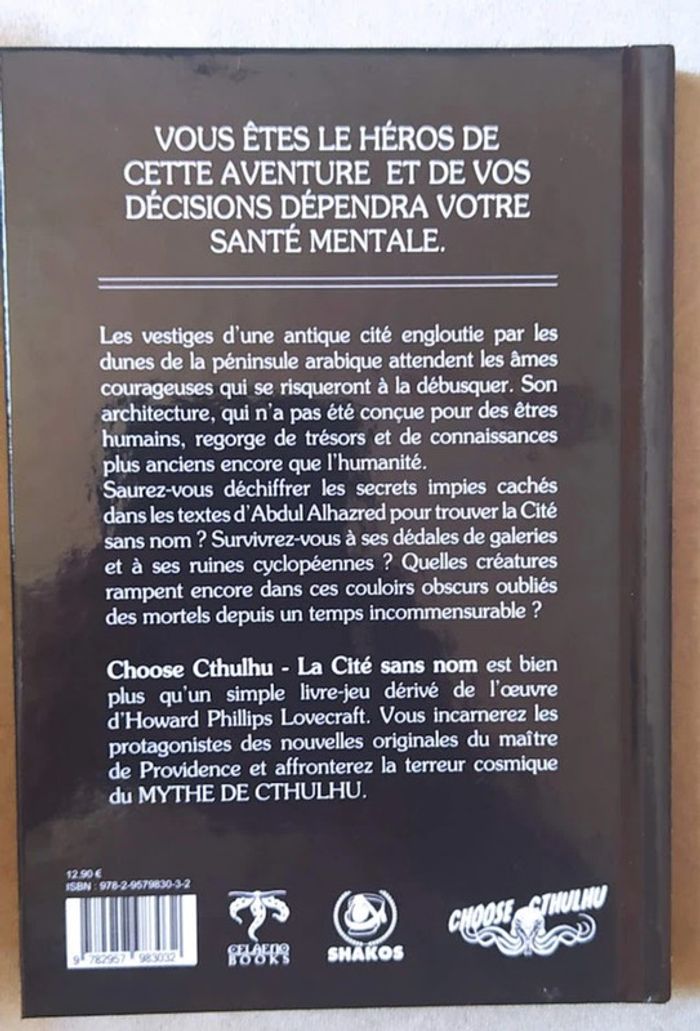 VOUS ÊTES LE HÉROS DE
CETTE AVENTURE ET DE VOS
DÉCISIONS DÉPENDRA VOTRE
SANTÉ MENTALE.
Les vestiges d'une antique cité engloutie par les
dunes de la péninsule arabique attendent les âmes
courageuses qui se risqueront à la débusquer. Son
architecture, qui n'a pas été conçue pour des êtres
humains, regorge de trésors et de connaissances
plus anciens encore que l'humanité.
Saurez-vous déchiffrer les secrets impies cachés
dans les textes d'Abdul Alhazred pour trouver la Cité
sans nom ? Survivrez-vous à ses dédales de galeries
et à ses ruines cyclopéennes ? Quelles créatures
rampent encore dans ces couloirs obscurs oubliés
des mortels depuis un temps incommensurable ?
Choose Cthulhu - La Cité sans nom est bien
plus qu'un simple livre-jeu dérivé de l'œuvre
d'Howard Phillips Lovecraft. Vous incarnerez les
protagonistes des nouvelles originales du maître
de Providence et affronterez la terreur cosmique
du MYTHE DE CTHULHU.
12.90 €
ISBN : 978-2-9579830-3-2
9 782957 983032
CELAENO
BOOKS
SHAKOS
CHOOSE CTHULHU